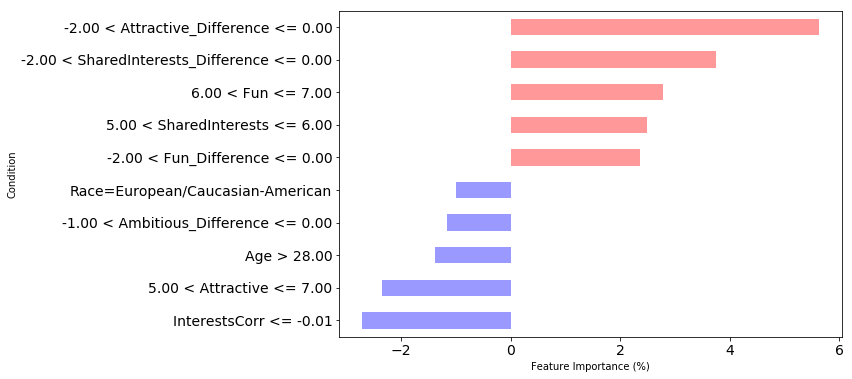 -2.00 < Attractive_Difference <= 0.00
-2.00 < SharedInterests_Difference <= 0.00
6.00 < Fun <= 7.00
5.00 < SharedInterests <= 6.00
-2.00 < Fun_Difference <= 0.00
Race=European/Caucasian-American
-1.00 < Ambitious_Difference <= 0.00
Age > 28.00
5.00 < Attractive <= 7.00
InterestsCorr <= -0.01
Condition
−2 0 2 4 6
Feature Importance (%)